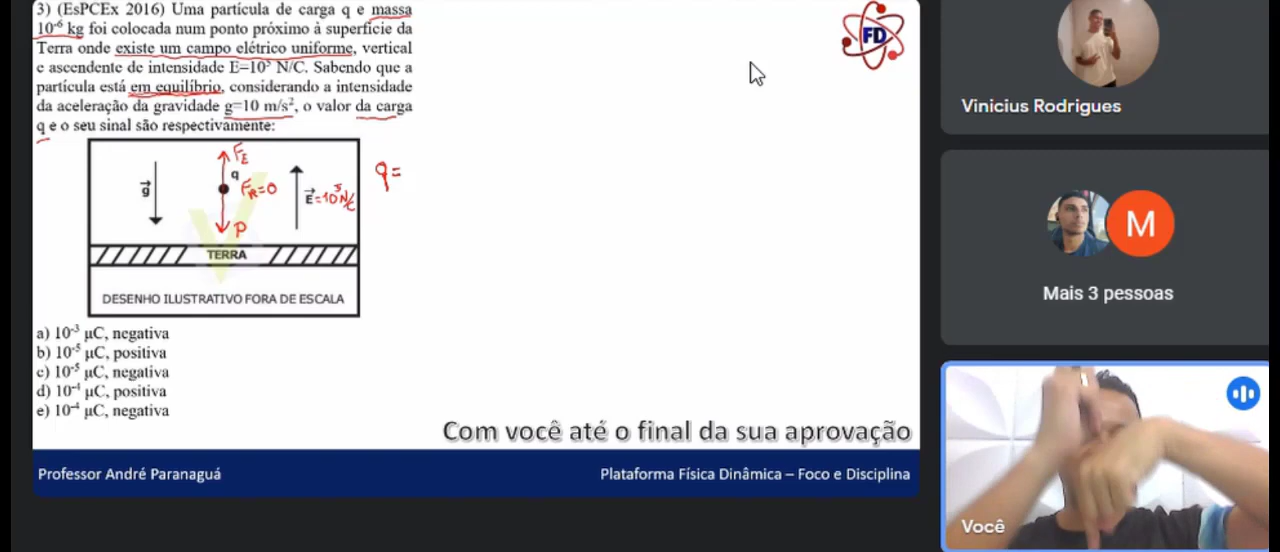 3) (EsPCEx 2016) Uma partícula de carga q e massa
10⁻⁶ kg foi colocada num ponto próximo à superfície da
Terra onde existe um campo elétrico uniforme, vertical
e ascendente de intensidade E=10⁵ N/C. Sabendo que a
partícula está em equilíbrio, considerando a intensidade
da aceleração da gravidade g=10 m/s², o valor da carga
q e o seu sinal são respectivamente:
g
F_E
q
F_R=0
P
E=10⁵N/C
q=
TERRA
DESENHO ILUSTRATIVO FORA DE ESCALA
a) 10⁻³ μC, negativa
b) 10⁻⁵ μC, positiva
c) 10⁻⁵ μC, negativa
d) 10⁻⁴ μC, positiva
e) 10⁻⁴ μC, negativa
Com você até o final da sua aprovação
Professor André Paranaguá
Plataforma Física Dinâmica – Foco e Disciplina
FD
Vinicius Rodrigues
M
Mais 3 pessoas
Você